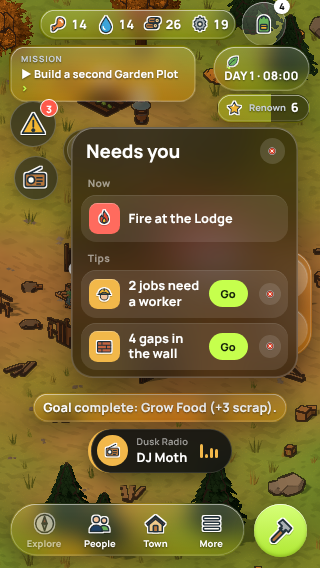 14 14 26 19
4
MISSION
▶ Build a second Garden Plot
›
DAY 1 · 08:00
Renown 6
3
Needs you
Now
Fire at the Lodge
Tips
2 jobs need
a worker
Go
4 gaps in
the wall
Go
Goal complete: Grow Food (+3 scrap).
Dusk Radio
DJ Moth
Explore People Town More